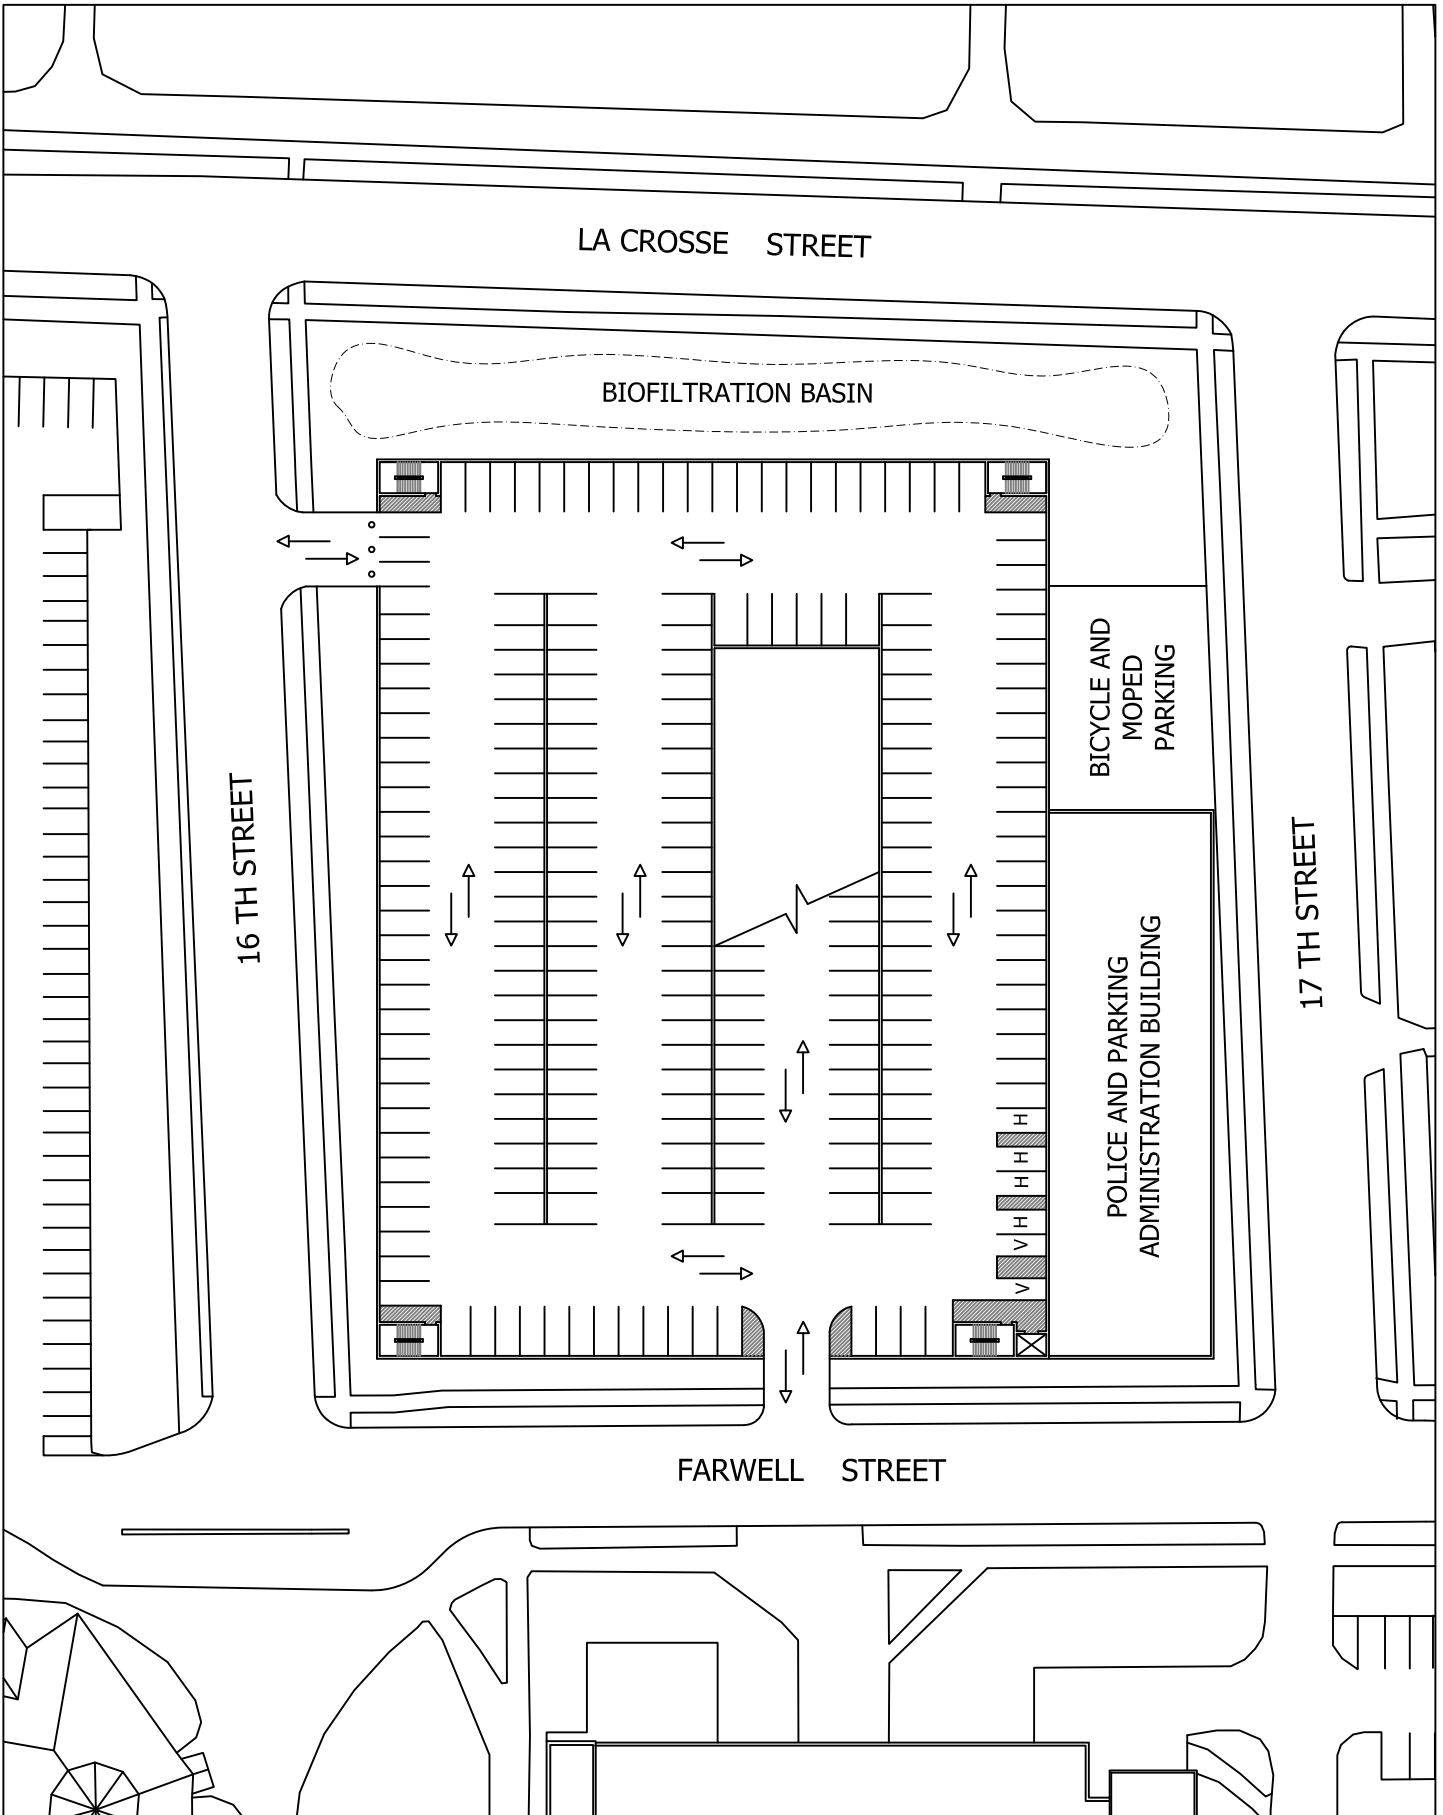 LA CROSSE STREET
BIOFILTRATION BASIN
BICYCLE AND
MOPED
PARKING
16 TH STREET
17 TH STREET
POLICE AND PARKING
ADMINISTRATION BUILDING
H
H
H
H
V
V
FARWELL STREET